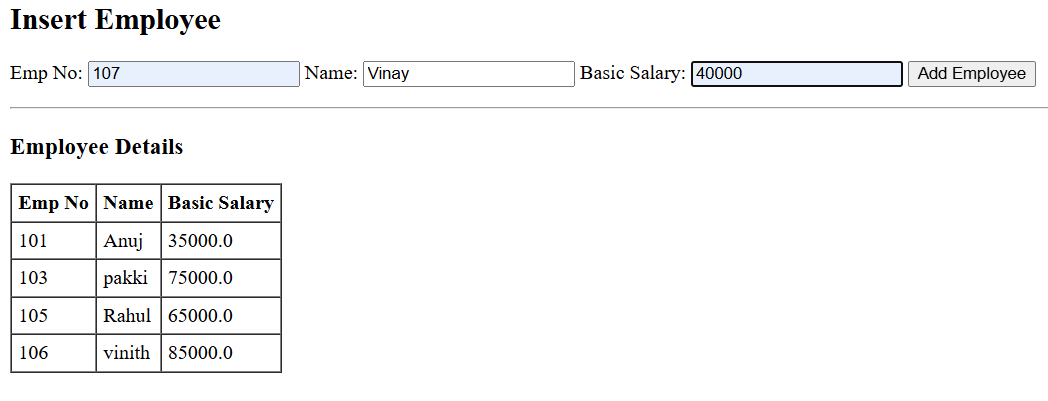 Insert Employee
Emp No: 107 Name: Vinay Basic Salary: 40000 Add Employee
Employee Details
Emp No Name Basic Salary
101 Anuj 35000.0
103 pakki 75000.0
105 Rahul 65000.0
106 vinith 85000.0